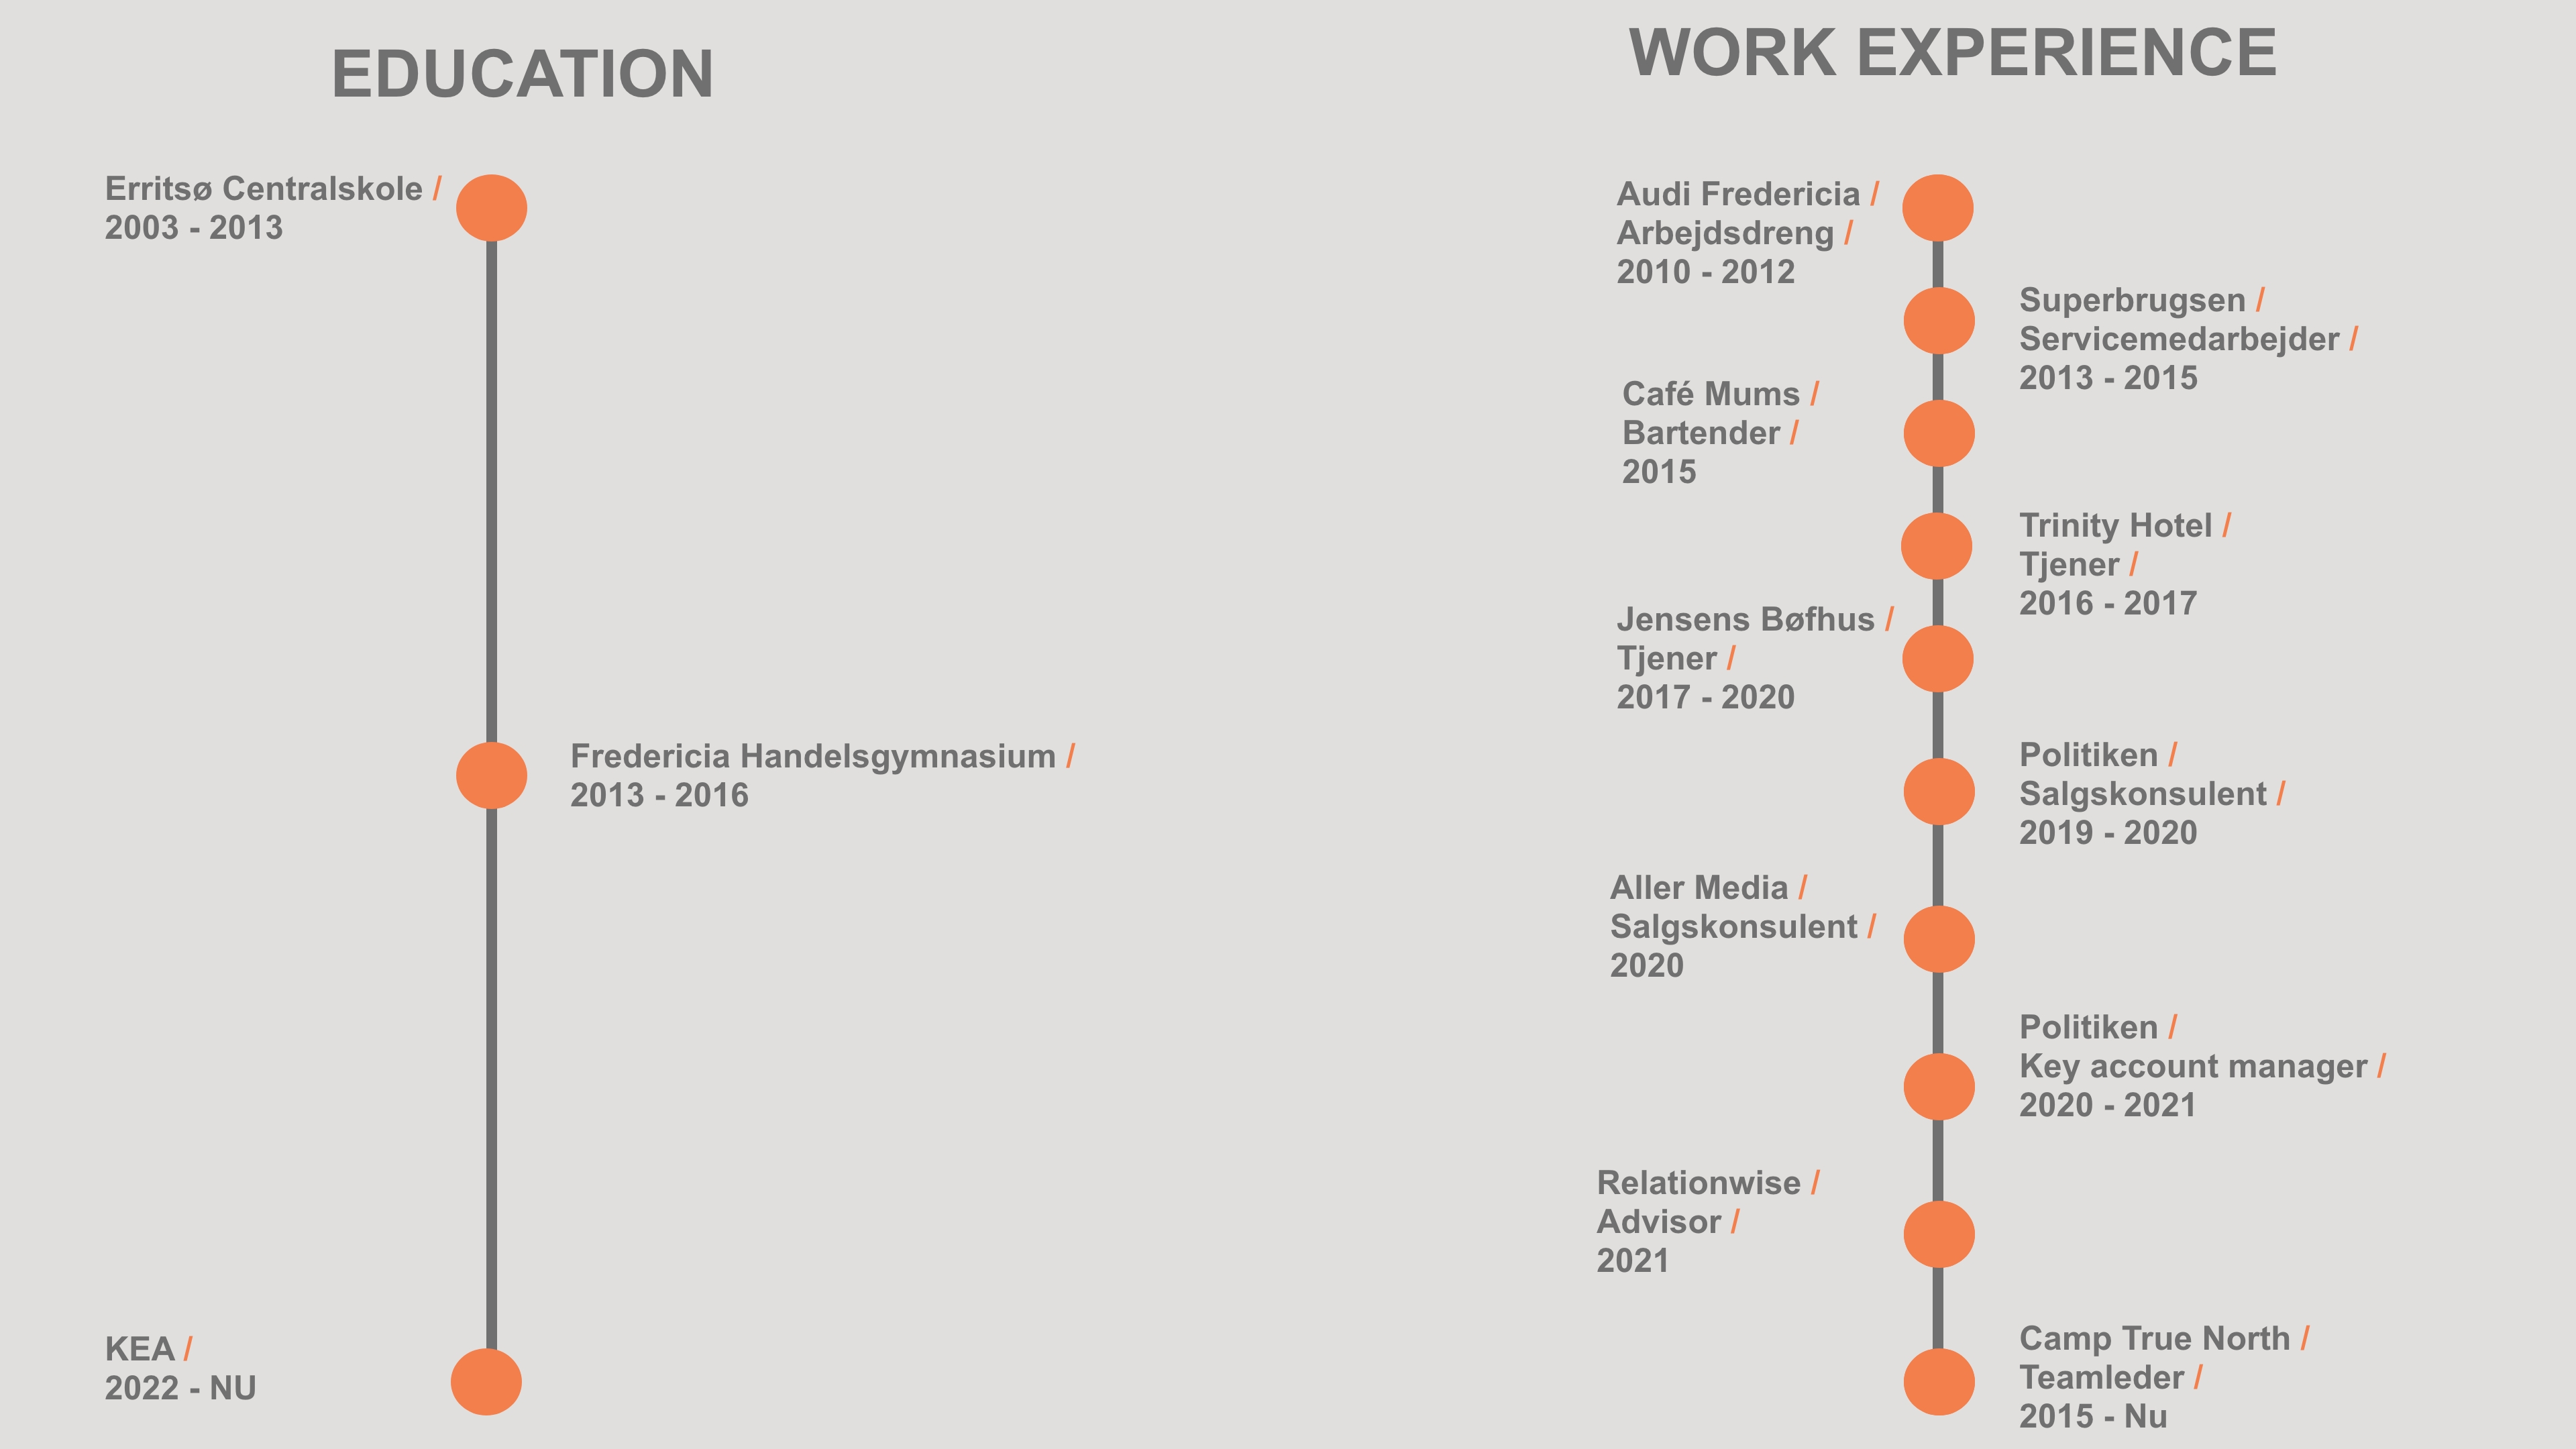 EDUCATION
Erritsø Centralskole /
2003 - 2013
Fredericia Handelsgymnasium /
2013 - 2016
KEA /
2022 - NU
WORK EXPERIENCE
Audi Fredericia /
Arbejdsdreng /
2010 - 2012
Superbrugsen /
Servicemedarbejder /
2013 - 2015
Café Mums /
Bartender /
2015
Trinity Hotel /
Tjener /
2016 - 2017
Jensens Bøfhus /
Tjener /
2017 - 2020
Politiken /
Salgskonsulent /
2019 - 2020
Aller Media /
Salgskonsulent /
2020
Politiken /
Key account manager /
2020 - 2021
Relationwise /
Advisor /
2021
Camp True North /
Teamleder /
2015 - Nu